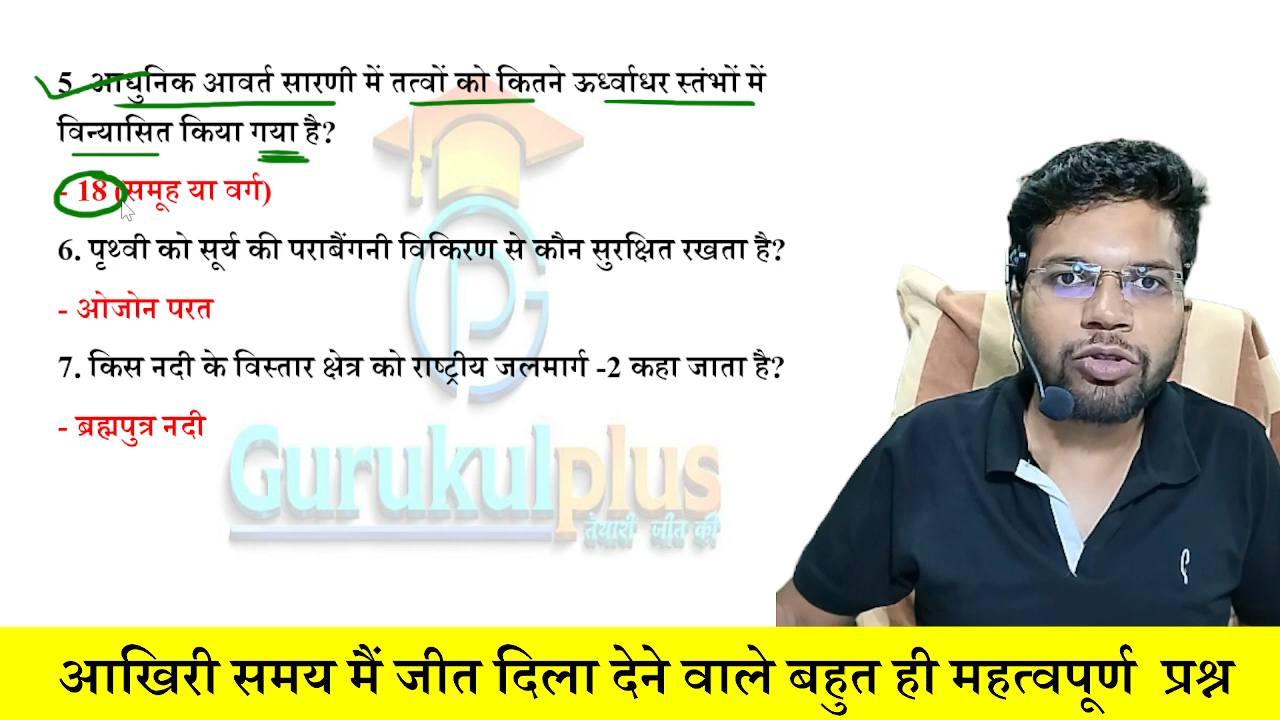 5. आधुनिक आवर्त सारणी में तत्वों को कितने ऊर्ध्वाधर स्तंभों में
विन्यासित किया गया है?
- 18 (समूह या वर्ग)
6. पृथ्वी को सूर्य की पराबैंगनी विकिरण से कौन सुरक्षित रखता है?
- ओजोन परत
7. किस नदी के विस्तार क्षेत्र को राष्ट्रीय जलमार्ग -2 कहा जाता है?
- ब्रह्मपुत्र नदी
Gurukulplus
तेयारी जीत की
आखिरी समय मैं जीत दिला देने वाले बहुत ही महत्वपूर्ण प्रश्न